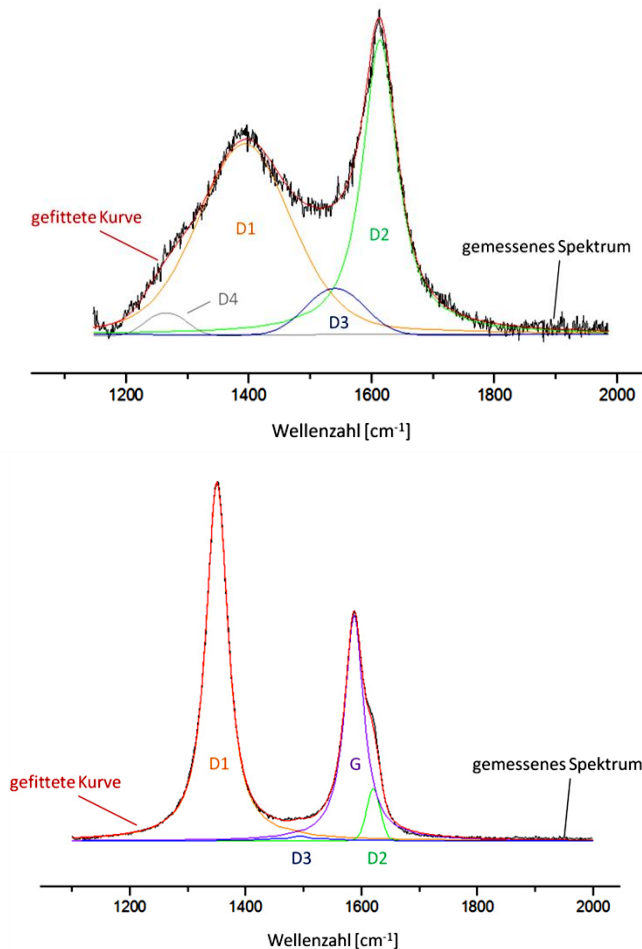 gefittete Kurve
D1
D2
gemessenes Spektrum
D4
D3
1200 1400 1600 1800 2000
Wellenzahl [cm⁻¹]
D1
G
gefittete Kurve
gemessenes Spektrum
D3
D2
1200 1400 1600 1800 2000
Wellenzahl [cm⁻¹]